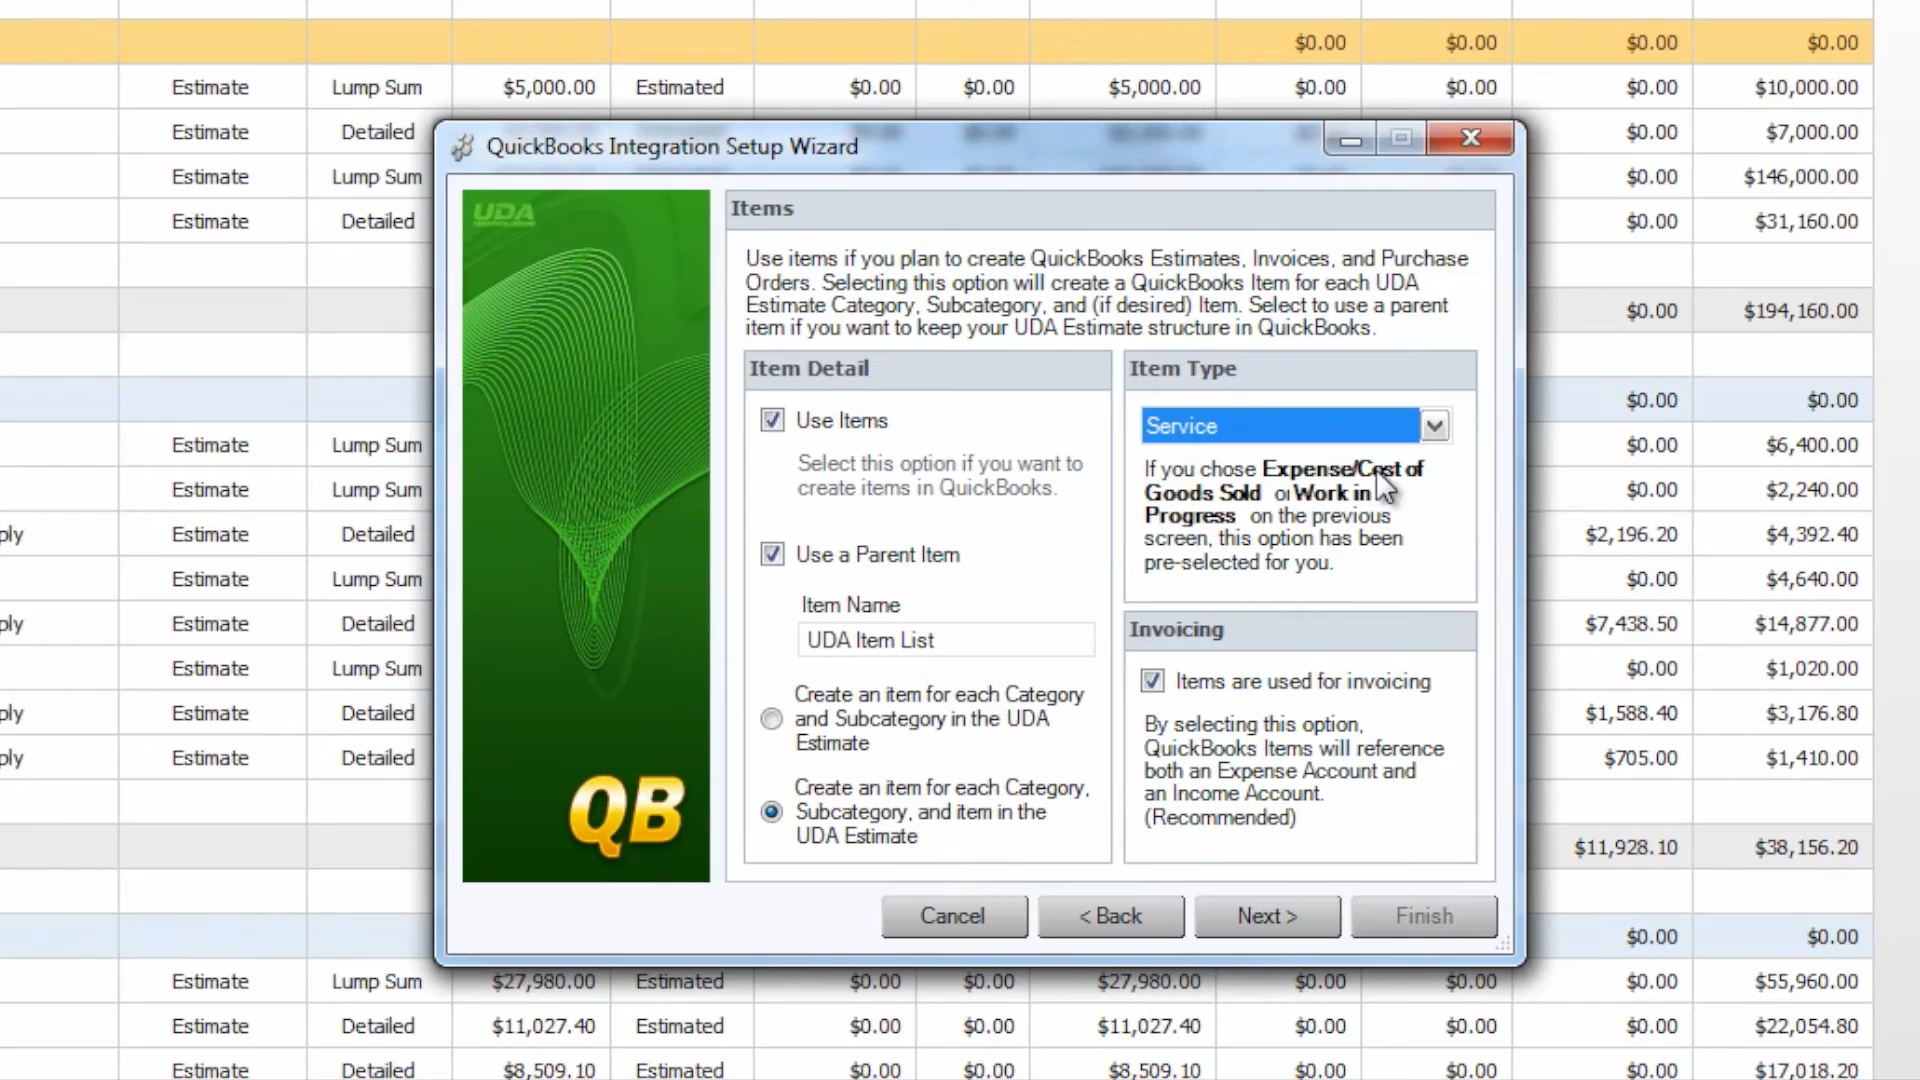 $0.00 $0.00 $0.00 $0.00
Estimate Lump Sum $5,000.00 Estimated $0.00 $0.00 $5,000.00 $0.00 $0.00 $0.00 $10,000.00
Estimate Detailed $0.00 $7,000.00
Estimate Lump Sum $0.00 $146,000.00
Estimate Detailed $0.00 $31,160.00
$0.00 $194,160.00
$0.00 $0.00
Estimate Lump Sum $0.00 $6,400.00
Estimate Lump Sum $0.00 $2,240.00
ply Estimate Detailed $2,196.20 $4,392.40
Estimate Lump Sum $0.00 $4,640.00
ply Estimate Detailed $7,438.50 $14,877.00
Estimate Lump Sum $0.00 $1,020.00
ply Estimate Detailed $1,588.40 $3,176.80
ply Estimate Detailed $705.00 $1,410.00
$11,928.10 $38,156.20
$0.00 $0.00
Estimate Lump Sum $27,980.00 Estimated $0.00 $0.00 $27,980.00 $0.00 $0.00 $0.00 $55,960.00
Estimate Detailed $11,027.40 Estimated $0.00 $0.00 $11,027.40 $0.00 $0.00 $0.00 $22,054.80
Estimate Detailed $8,509.10 Estimated $0.00 $0.00 $8,509.10 $0.00 $0.00 $0.00 $17,018.20
QuickBooks Integration Setup Wizard
UDA
QB
Items
Use items if you plan to create QuickBooks Estimates, Invoices, and Purchase
Orders. Selecting this option will create a QuickBooks Item for each UDA
Estimate Category, Subcategory, and (if desired) Item. Select to use a parent
item if you want to keep your UDA Estimate structure in QuickBooks.
Item Detail
Use Items
Select this option if you want to
create items in QuickBooks.
Use a Parent Item
Item Name
UDA Item List
Create an item for each Category
and Subcategory in the UDA
Estimate
Create an item for each Category,
Subcategory, and item in the
UDA Estimate
Item Type
Service
If you chose Expense/Cost of
Goods Sold or Work in
Progress on the previous
screen, this option has been
pre-selected for you.
Invoicing
Items are used for invoicing
By selecting this option,
QuickBooks Items will reference
both an Expense Account and
an Income Account.
(Recommended)
Cancel
< Back
Next >
Finish